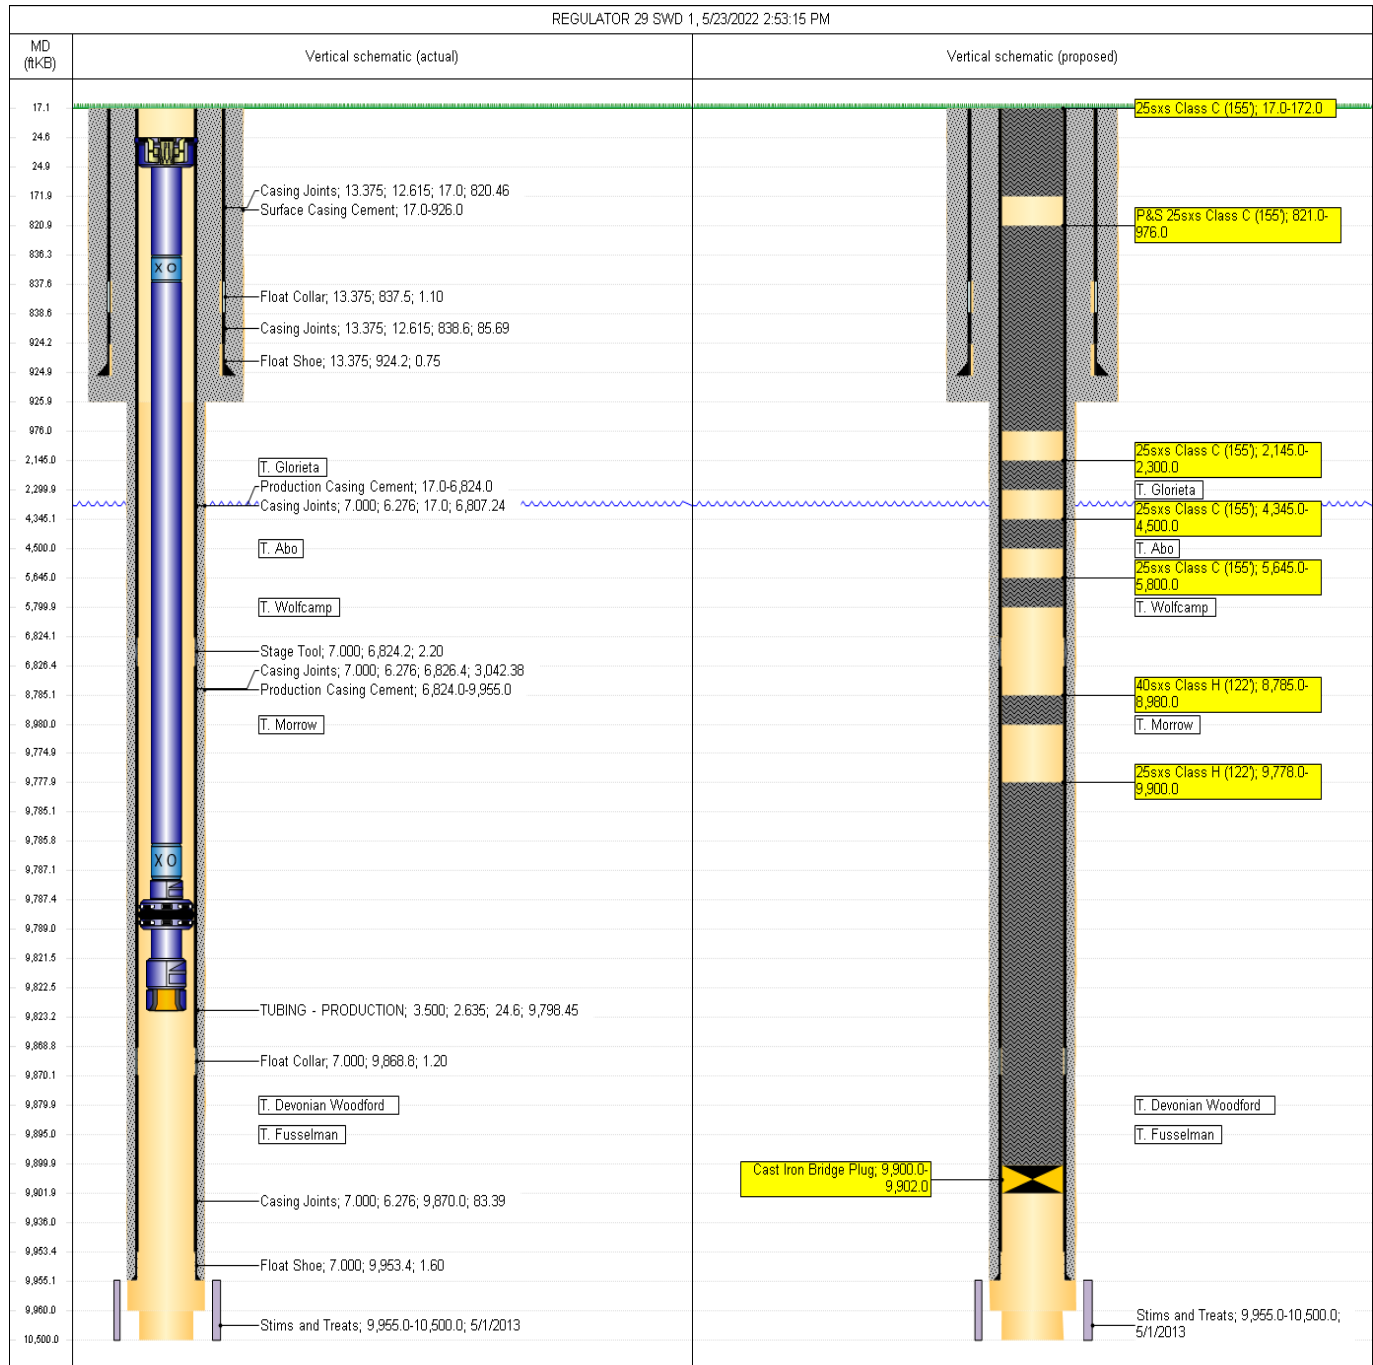 REGULATOR 29 SWD 1, 5/23/2022 2:53:15 PM
MD
(ftKB)
Vertical schematic (actual)
Vertical schematic (proposed)
17.1
24.6
24.9
171.9
820.9
836.3
837.6
838.6
924.2
924.9
925.9
976.0
2,145.0
2,299.9
4,345.1
4,500.0
5,645.0
5,799.9
6,824.1
6,826.4
8,785.1
8,980.0
9,774.9
9,777.9
9,785.1
9,785.8
9,787.1
9,787.4
9,789.0
9,821.5
9,822.5
9,823.2
9,868.8
9,870.1
9,879.9
9,895.0
9,899.9
9,901.9
9,936.0
9,953.4
9,955.1
9,960.0
10,500.0
XO
XO
Casing Joints; 13.375; 12.615; 17.0; 820.46
Surface Casing Cement; 17.0-926.0
Float Collar; 13.375; 837.5; 1.10
Casing Joints; 13.375; 12.615; 838.6; 85.69
Float Shoe; 13.375; 924.2; 0.75
T. Glorieta
Production Casing Cement; 17.0-6,824.0
Casing Joints; 7.000; 6.276; 17.0; 6,807.24
T. Abo
T. Wolfcamp
Stage Tool; 7.000; 6,824.2; 2.20
Casing Joints; 7.000; 6.276; 6,826.4; 3,042.38
Production Casing Cement; 6,824.0-9,955.0
T. Morrow
TUBING - PRODUCTION; 3.500; 2.635; 24.6; 9,798.45
Float Collar; 7.000; 9,868.8; 1.20
T. Devonian Woodford
T. Fusselman
Casing Joints; 7.000; 6.276; 9,870.0; 83.39
Float Shoe; 7.000; 9,953.4; 1.60
Stims and Treats; 9,955.0-10,500.0; 5/1/2013
25sxs Class C (155'); 17.0-172.0
P&S 25sxs Class C (155'); 821.0-
976.0
25sxs Class C (155'); 2,145.0-
2,300.0
T. Glorieta
25sxs Class C (155'); 4,345.0-
4,500.0
T. Abo
25sxs Class C (155'); 5,645.0-
5,800.0
T. Wolfcamp
40sxs Class H (122'); 8,785.0-
8,980.0
T. Morrow
25sxs Class H (122'); 9,778.0-
9,900.0
T. Devonian Woodford
T. Fusselman
Cast Iron Bridge Plug; 9,900.0-
9,902.0
Stims and Treats; 9,955.0-10,500.0;
5/1/2013